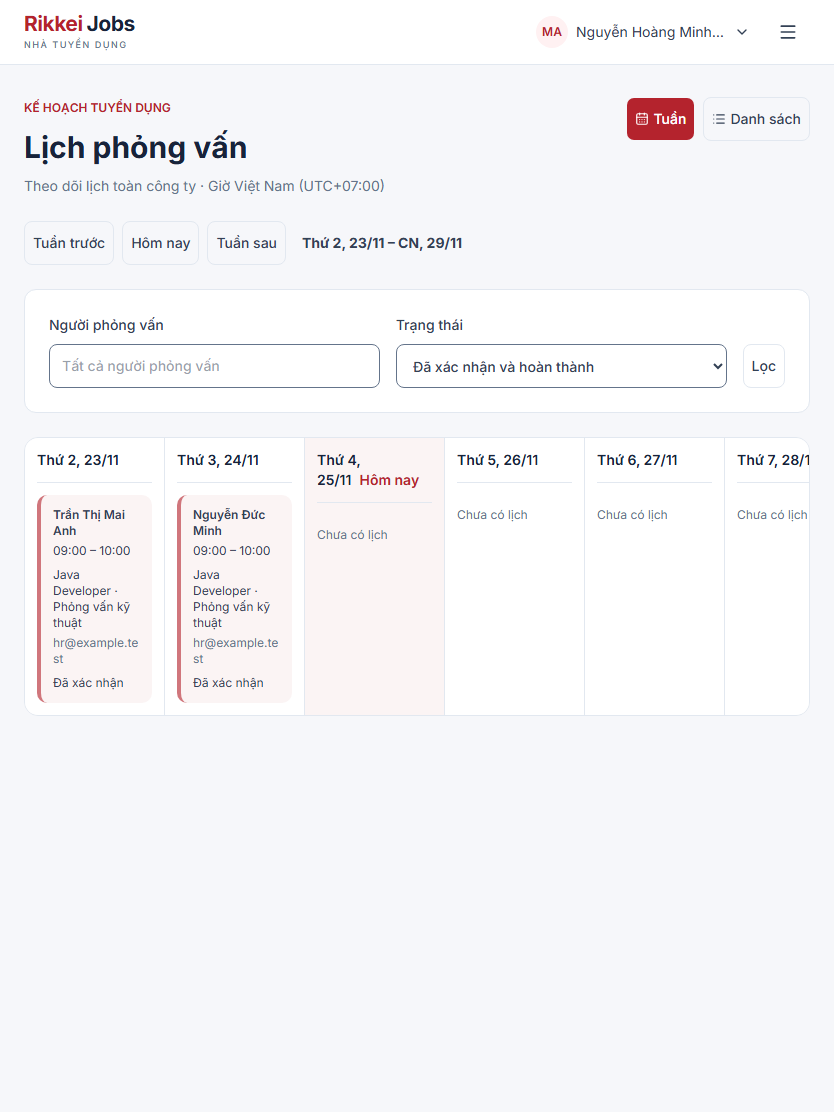 Rikkei Jobs
NHÀ TUYỂN DỤNG
MA
Nguyễn Hoàng Minh...
KẾ HOẠCH TUYỂN DỤNG
Lịch phỏng vấn
Theo dõi lịch toàn công ty · Giờ Việt Nam (UTC+07:00)
Tuần
Danh sách
Tuần trước
Hôm nay
Tuần sau
Thứ 2, 23/11 – CN, 29/11
Người phỏng vấn
Tất cả người phỏng vấn
Trạng thái
Đã xác nhận và hoàn thành
Lọc
Thứ 2, 23/11
Trần Thị Mai
Anh
09:00 – 10:00
Java
Developer ·
Phỏng vấn kỹ
thuật
hr@example.te
st
Đã xác nhận
Thứ 3, 24/11
Nguyễn Đức
Minh
09:00 – 10:00
Java
Developer ·
Phỏng vấn kỹ
thuật
hr@example.te
st
Đã xác nhận
Thứ 4,
25/11 Hôm nay
Chưa có lịch
Thứ 5, 26/11
Chưa có lịch
Thứ 6, 27/11
Chưa có lịch
Thứ 7, 28/1
Chưa có lịch